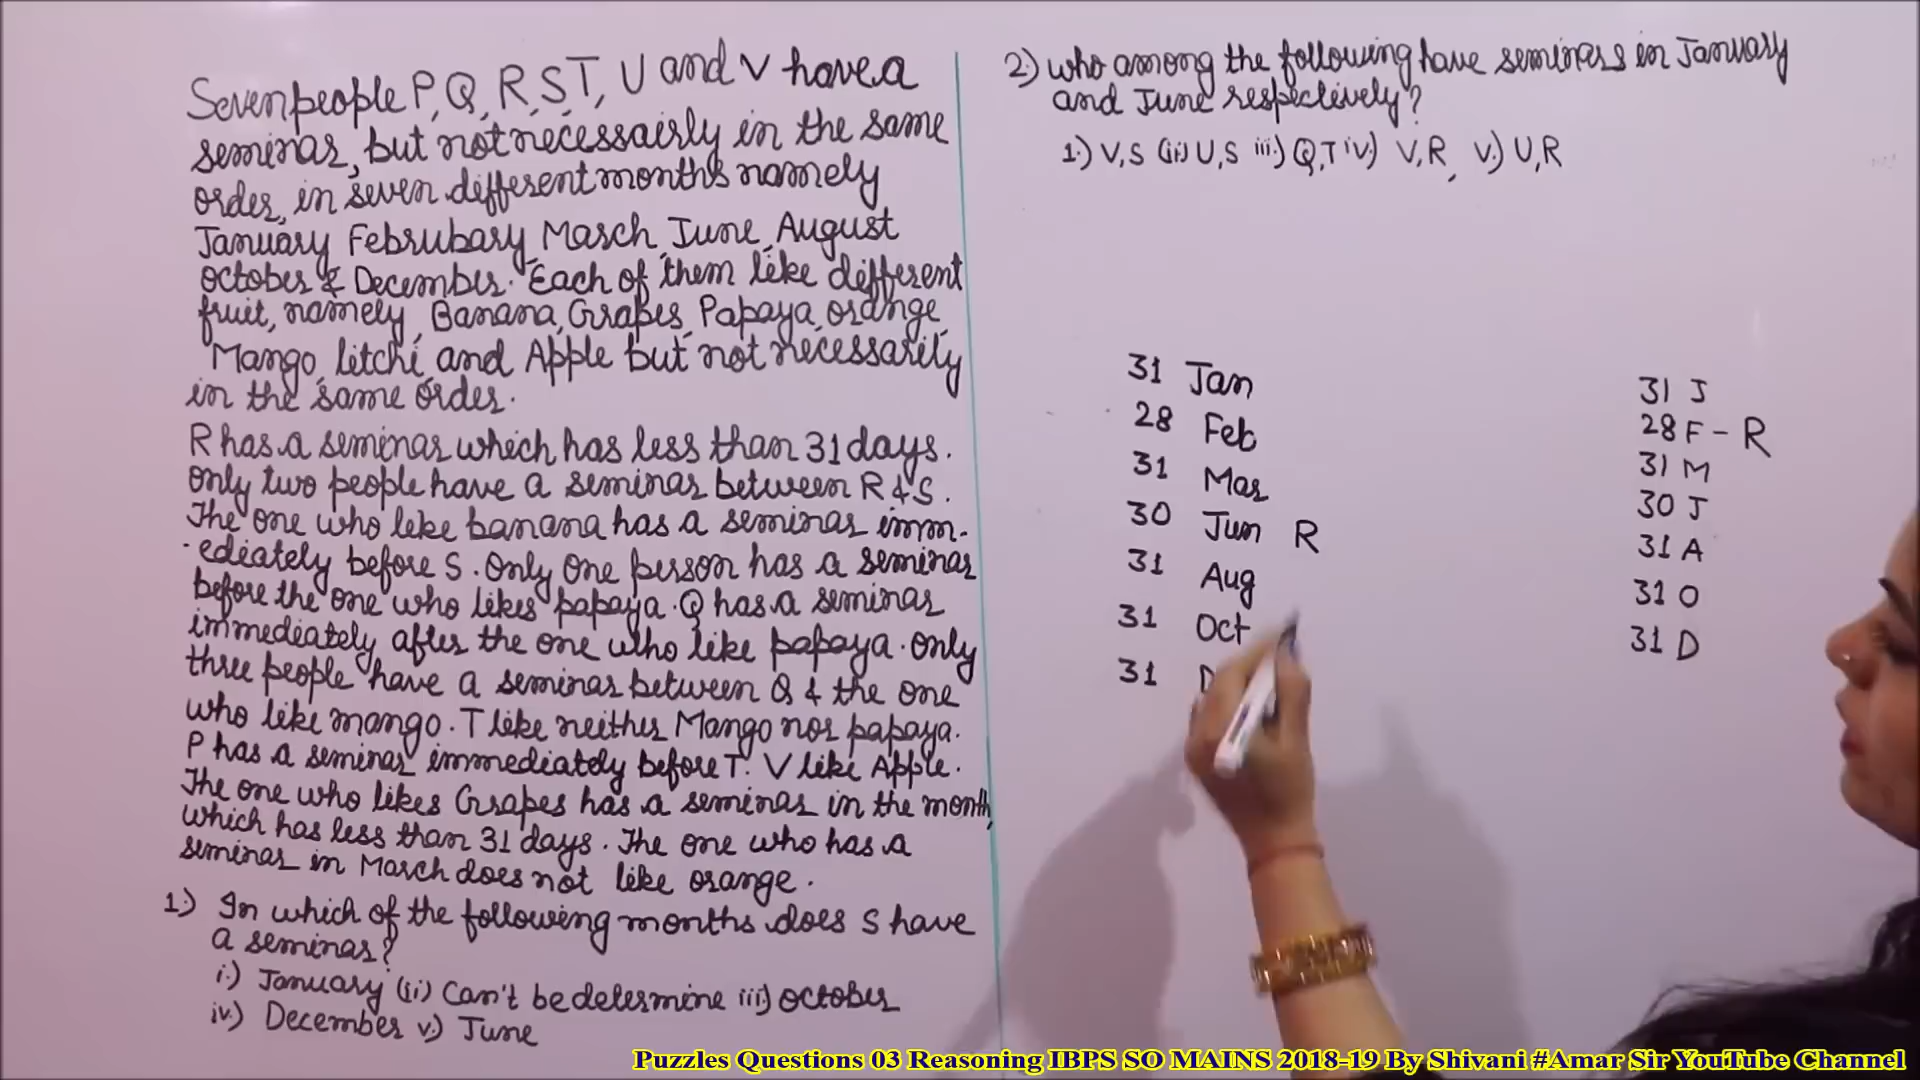 Seven people P, Q, R, S, T, U and V have a
seminar, but not necessairly in the same
order, in seven different months namely
January Februbary, March, June, August
October & December. Each of them like different
fruit, namely, Banana, Grapes, Papaya, orange,
Mango, litchi, and Apple but not necessarily
in the same order.
R has a seminar which has less than 31 days.
only two people have a seminar between R & S.
The one who like banana has a seminar imm-
ediately before S. Only one person has a seminar
before the one who likes papaya. Q has a seminar
immediately after the one who like papaya. only
three people have a seminar between Q & the one
who like mango. T like neither Mango nor papaya.
P has a seminar immediately before T. V like Apple.
The one who likes Grapes has a seminar in the month,
which has less than 31 days. The one who has a
seminar in March does not like orange.
1.) In which of the following months does S have
a seminar?
i.) January (ii) Can't be determine iii) october
iv.) December v.) June
2.) who among the following have seminars in January
and June respectively?
1.) V,S (ii) U,S iii.) Q,T iv.) V,R, v.) U,R
31 Jan
28 Feb
31 Mar
30 Jun R
31 Aug
31 Oct
31 D
31 J
28 F - R
31 M
30 J
31 A
31 O
31 D
Puzzles Questions 03 Reasoning IBPS SO MAINS 2018-19 By Shivani #Amar Sir YouTube Channel